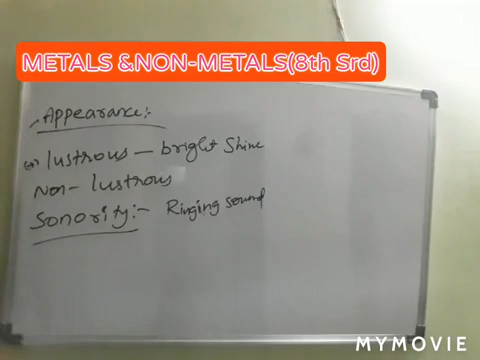 METALS &NON-METALS(8th Srd)
Appearance:-
lustrous — bright Shine
Non- lustrous
Sonority:- Ringing sound
MYMOVIE